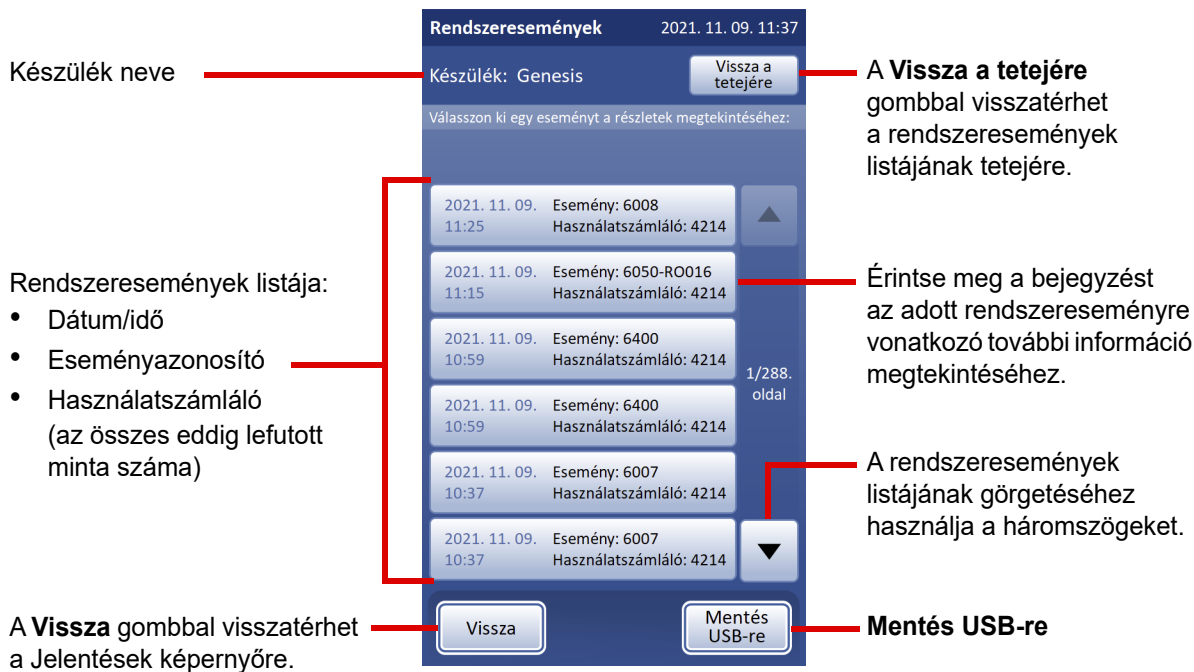 Készülék neve
Rendszeresemények listája:
• Dátum/idő
• Eseményazonosító
• Használatszámláló
(az összes eddig lefutott
minta száma)
A Vissza gombbal visszatérhet
a Jelentések képernyőre.
Rendszeresemények 2021. 11. 09. 11:37
Készülék: Genesis
Vissza a
tetejére
Válasszon ki egy eseményt a részletek megtekintéséhez:
2021. 11. 09. Esemény: 6008
11:25 Használatszámláló: 4214
2021. 11. 09. Esemény: 6050-RO016
11:15 Használatszámláló: 4214
2021. 11. 09. Esemény: 6400
10:59 Használatszámláló: 4214
2021. 11. 09. Esemény: 6400
10:59 Használatszámláló: 4214
2021. 11. 09. Esemény: 6007
10:37 Használatszámláló: 4214
2021. 11. 09. Esemény: 6007
10:37 Használatszámláló: 4214
1/288.
oldal
Vissza
Mentés
USB-re
A Vissza a tetejére
gombbal visszatérhet
a rendszeresemények
listájának tetejére.
Érintse meg a bejegyzést
az adott rendszereseményre
vonatkozó további információ
megtekintéséhez.
A rendszeresemények
listájának görgetéséhez
használja a háromszögeket.
Mentés USB-re